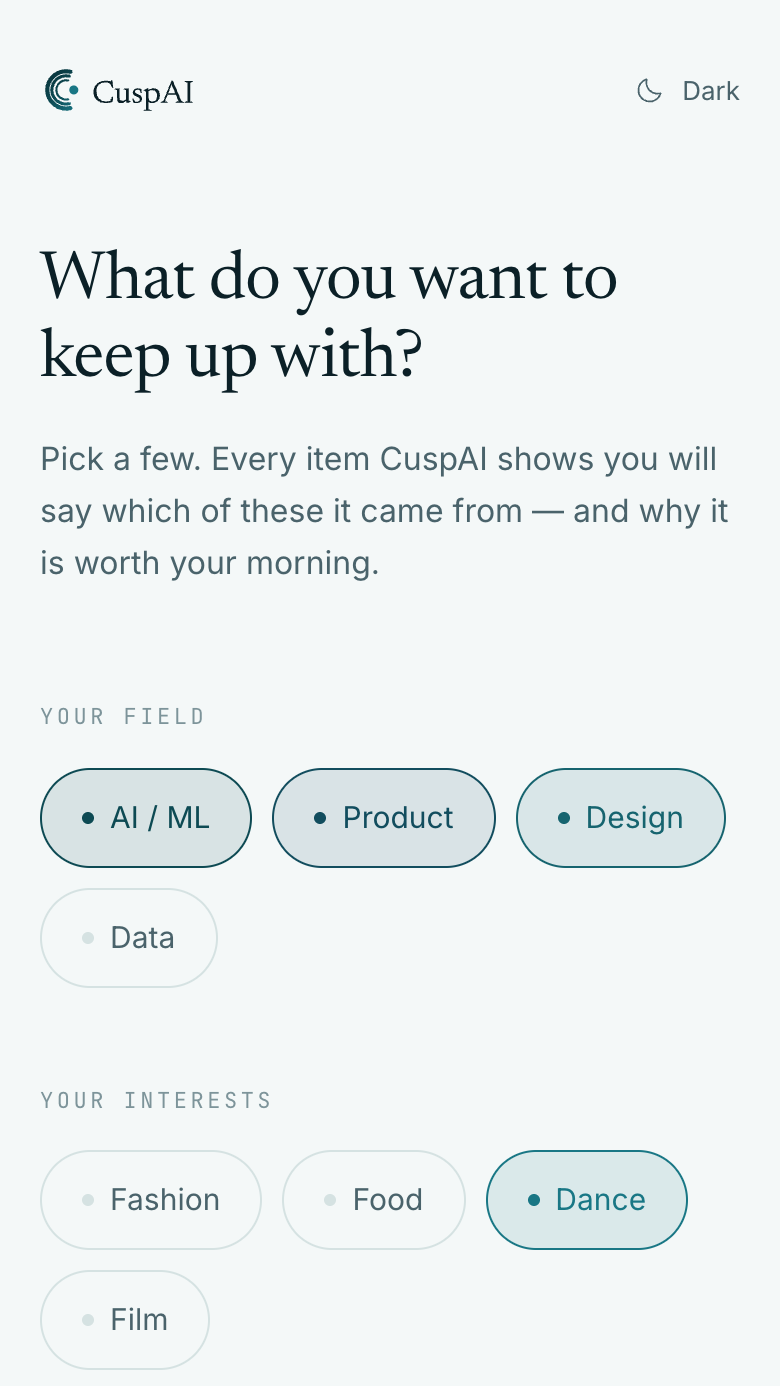 CuspAI
Dark
What do you want to
keep up with?
Pick a few. Every item CuspAI shows you will
say which of these it came from — and why it
is worth your morning.
YOUR FIELD
AI / ML
Product
Design
Data
YOUR INTERESTS
Fashion
Food
Dance
Film